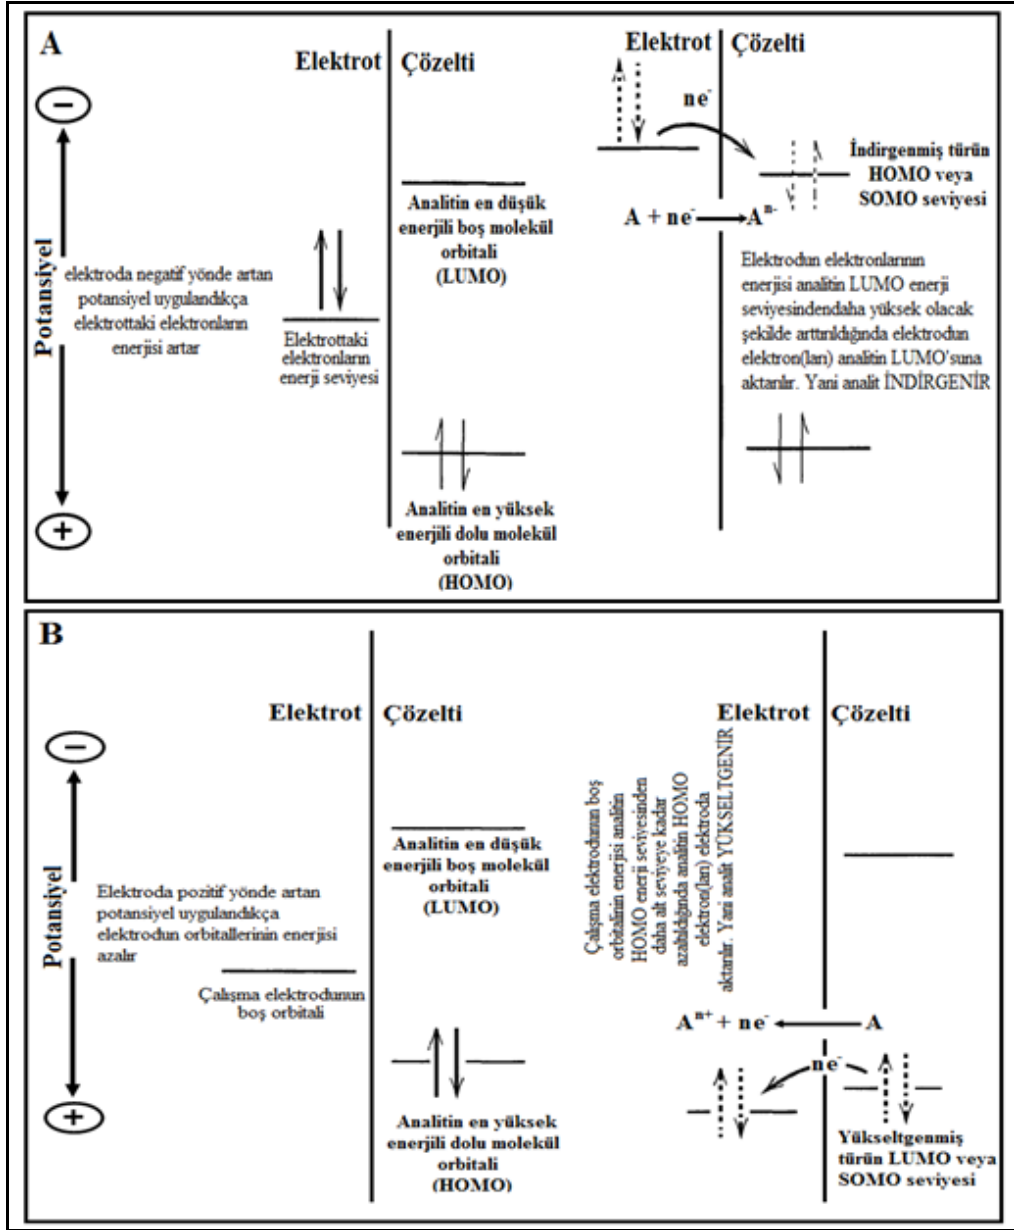 A
Elektrot
Çözelti
−
Potansiyel
+
elektroda negatif yönde artan
potansiyel uygulandıkça
elektrottaki elektronların
enerjisi artar
Elektrottaki
elektronların
enerji seviyesi
Analitin en düşük
enerjili boş molekül
orbitali
(LUMO)
Analitin en yüksek
enerjili dolu molekül
orbitali
(HOMO)
Elektrot
Çözelti
ne⁻
İndirgenmiş türün
HOMO veya
SOMO seviyesi
A + ne⁻ → Aⁿ⁻
Elektrodun elektronlarının
enerjisi analitin LUMO enerji
seviyesindendaha yüksek olacak
şekilde arttırıldığında elektrodun
elektron(ları) analitin LUMO'suna
aktarılır. Yani analit İNDİRGENİR
B
Elektrot
Çözelti
−
Potansiyel
+
Elektroda pozitif yönde artan
potansiyel uygulandıkça
elektrodun orbitallerinin enerjisi
azalır
Çalışma elektrodunun
boş orbitali
Analitin en düşük
enerjili boş molekül
orbitali
(LUMO)
Analitin en yüksek
enerjili dolu molekül
orbitali
(HOMO)
Elektrot
Çözelti
Çalışma elektrodunun boş
orbitalinin enerjisi analitin
HOMO enerji seviyesinden
daha alt seviyeye kadar
azaltıldığında analitin HOMO
elektron(ları) elektroda
aktarılır. Yani analit YÜKSELTGENİR
Aⁿ⁺ + ne⁻ ← A
ne⁻
Yükseltgenmiş
türün LUMO veya
SOMO seviyesi